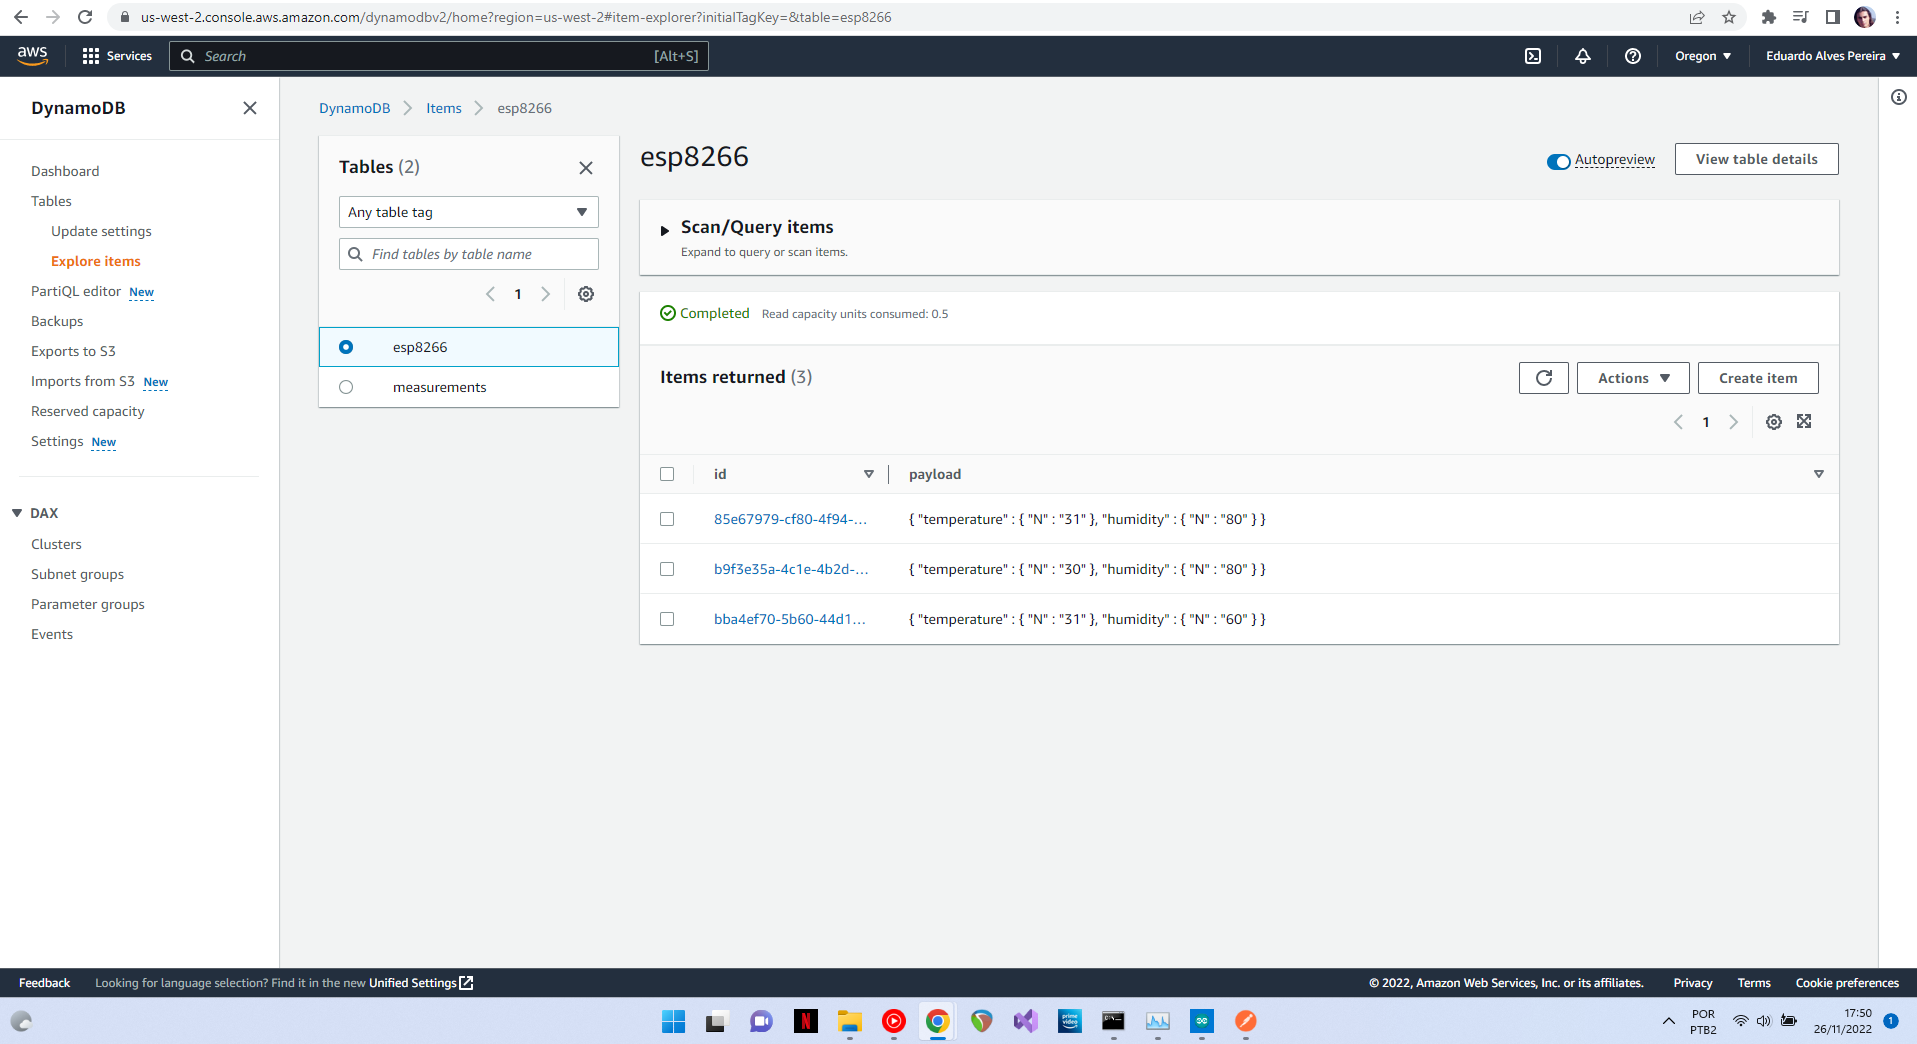 us-west-2.console.aws.amazon.com/dynamodbv2/home?region=us-west-2#item-explorer?initialTagKey=&table=esp8266
aws
Services
Search
[Alt+S]
Oregon
Eduardo Alves Pereira
DynamoDB
Dashboard
Tables
Update settings
Explore items
PartiQL editor New
Backups
Exports to S3
Imports from S3 New
Reserved capacity
Settings New
DAX
Clusters
Subnet groups
Parameter groups
Events
DynamoDB
Items
esp8266
Tables (2)
Any table tag
Find tables by table name
1
esp8266
measurements
esp8266
Autopreview
View table details
Scan/Query items
Expand to query or scan items.
Completed Read capacity units consumed: 0.5
Items returned (3)
Actions
Create item
1
id
payload
85e67979-cf80-4f94-... { "temperature" : { "N" : "31" }, "humidity" : { "N" : "80" } }
b9f3e35a-4c1e-4b2d-... { "temperature" : { "N" : "30" }, "humidity" : { "N" : "80" } }
bba4ef70-5b60-44d1... { "temperature" : { "N" : "31" }, "humidity" : { "N" : "60" } }
Feedback
Looking for language selection? Find it in the new Unified Settings
© 2022, Amazon Web Services, Inc. or its affiliates.
Privacy
Terms
Cookie preferences
N
prime video
POR
PTB2
17:50
26/11/2022
1